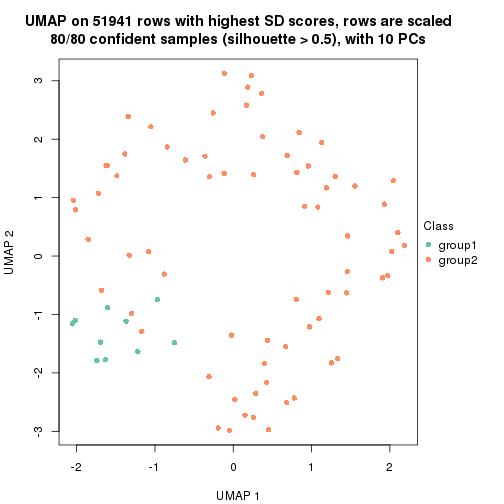 UMAP on 51941 rows with highest SD scores, rows are scaled
80/80 confident samples (silhouette > 0.5), with 10 PCs
3
2
1
0
-1
-2
-3
UMAP 2
Class
group1
group2
-2 -1 0 1 2
UMAP 1